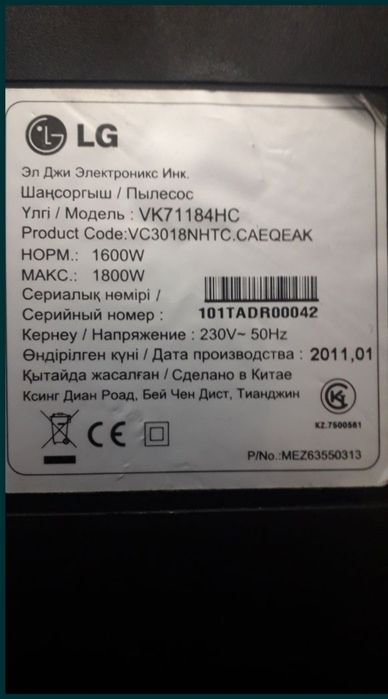 LG
Эл Джи Электроникс Инк.
Шаңсорғыш / Пылесос
Үлгі / Модель : VK71184HC
Product Code:VC3018NHTC.CAEQEAK
НОРМ.: 1600W
МАКС.: 1800W
Сериалық нөмірі /
Серийный номер : 101TADR00042
Кернеу / Напряжение : 230V~ 50Hz
Өндірілген күні / Дата производства : 2011,01
Қытайда жасалған / Сделано в Китае
Ксинг Диан Роад, Бей Чен Дист, Тианджин
CE
KZ.7500561
P/No.:MEZ63550313